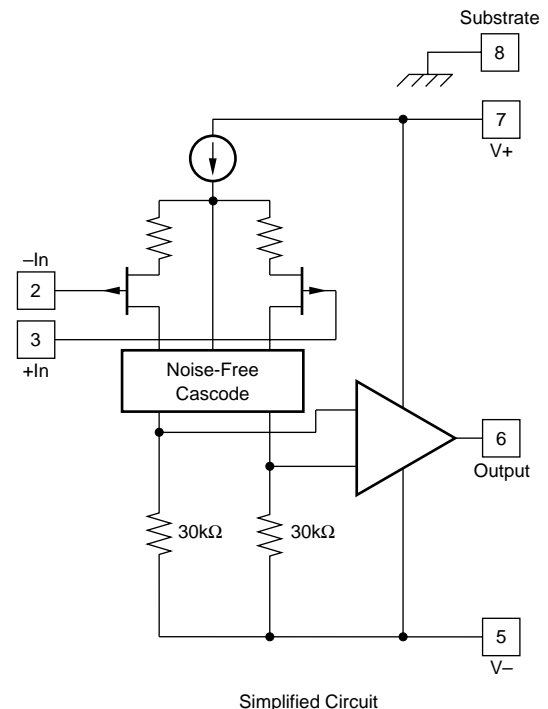 Substrate
8
7
V+
–In
2
3
+In
Noise-Free
Cascode
6
Output
30kΩ
30kΩ
5
V–
Simplified Circuit